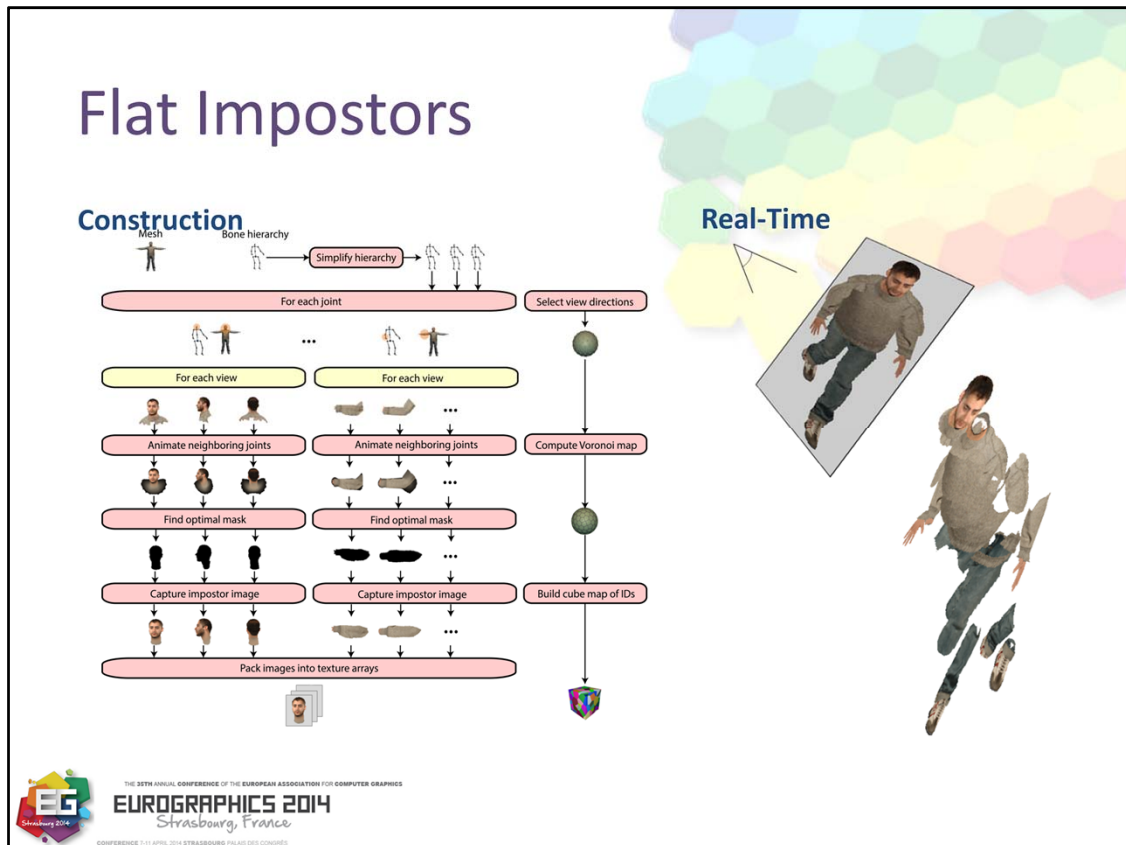 Flat Impostors
Construction
Mesh
Bone hierarchy
Simplify hierarchy
For each joint
...
For each view
For each view
...
Animate neighboring joints
Animate neighboring joints
...
Find optimal mask
Find optimal mask
...
Capture impostor image
Capture impostor image
...
Pack images into texture arrays
Select view directions
Compute Voronoi map
Build cube map of IDs
Real-Time
EG
Strasbourg 2014
THE 35TH ANNUAL CONFERENCE OF THE EUROPEAN ASSOCIATION FOR COMPUTER GRAPHICS
EUROGRAPHICS 2014
Strasbourg, France
CONFERENCE 7-11 APRIL 2014 STRASBOURG PALAIS DES CONGRÈS